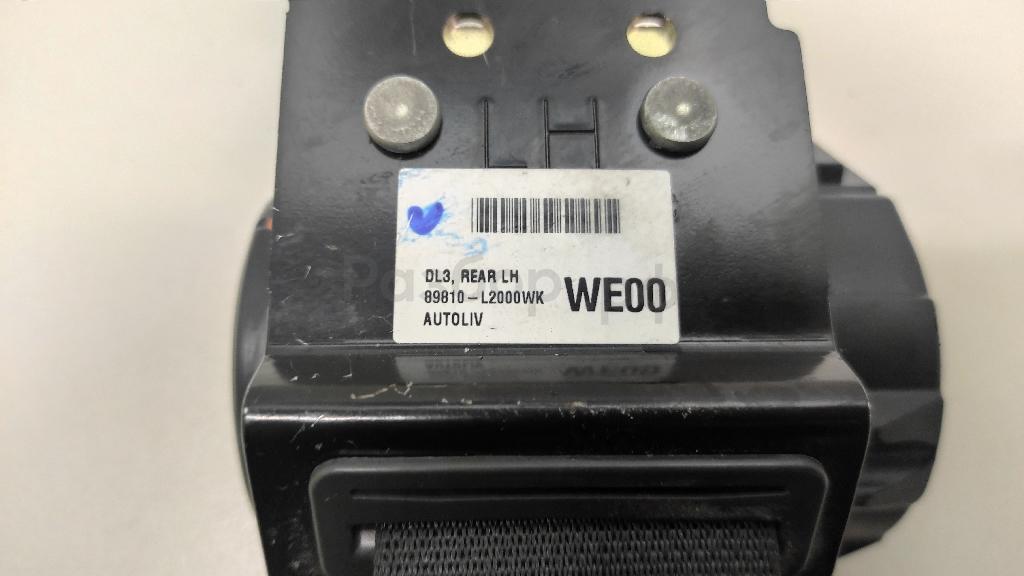 LH
DL3, REAR LH
89810-L2000WK WE00
AUTOLIV